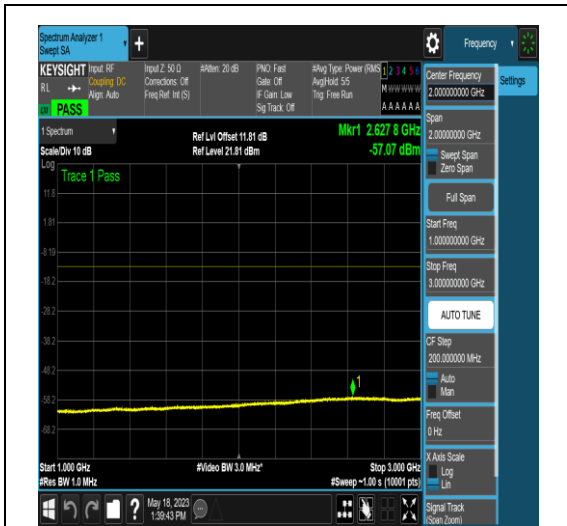 Spectrum Analyzer 1
Swept SA
+
Frequency
KEYSIGHT
RL
Input: RF
Coupling: DC
Align: Auto
Input Z: 50 Ω
Corrections: Off
Freq Ref: Int (S)
#Atten: 20 dB
PNO: Fast
Gate: Off
IF Gain: Low
Sig Track: Off
#Avg Type: Power (RMS
Avg|Hold: 5/5
Trig: Free Run
1 2 3 4 5 6
M W W W W W
A A A A A A
PASS
1 Spectrum
Scale/Div 10 dB
Ref Lvl Offset 11.81 dB
Ref Level 21.81 dBm
Mkr1 2.627 8 GHz
-57.07 dBm
Log
Trace 1 Pass
11.8
1.81
-8.19
-18.2
-28.2
-38.2
-48.2
-58.2
-68.2
1
Start 1.000 GHz
#Res BW 1.0 MHz
#Video BW 3.0 MHz*
Stop 3.000 GHz
#Sweep ~1.00 s (10001 pts)
Center Frequency
2.000000000 GHz
Settings
Span
2.00000000 GHz
Swept Span
Zero Span
Full Span
Start Freq
1.000000000 GHz
Stop Freq
3.000000000 GHz
AUTO TUNE
CF Step
200.000000 MHz
Auto
Man
Freq Offset
0 Hz
X Axis Scale
Log
Lin
Signal Track
(Span Zoom)
?
May 18, 2023
1:39:43 PM